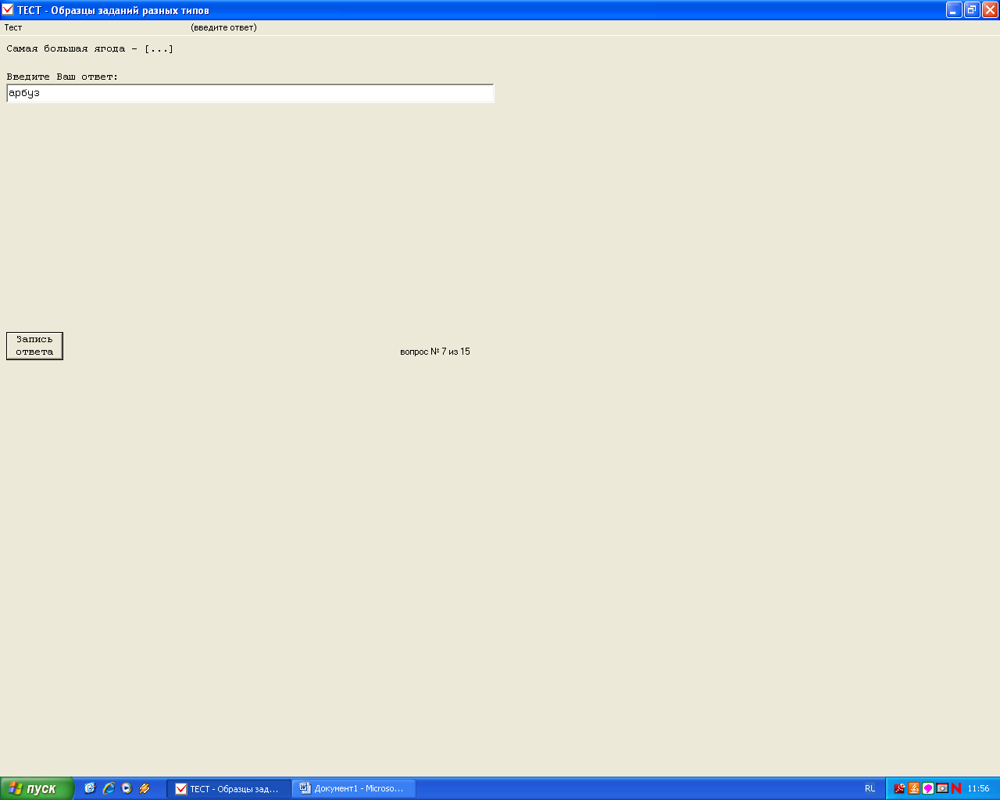 ТЕСТ - Образцы заданий разных типов
Тест (введите ответ)
Самая большая ягода - [...]
Введите Ваш ответ:
арбуз
Запись
ответа
вопрос № 7 из 15
пуск ТЕСТ - Образцы зад... Документ1 - Microso... RL 11:56